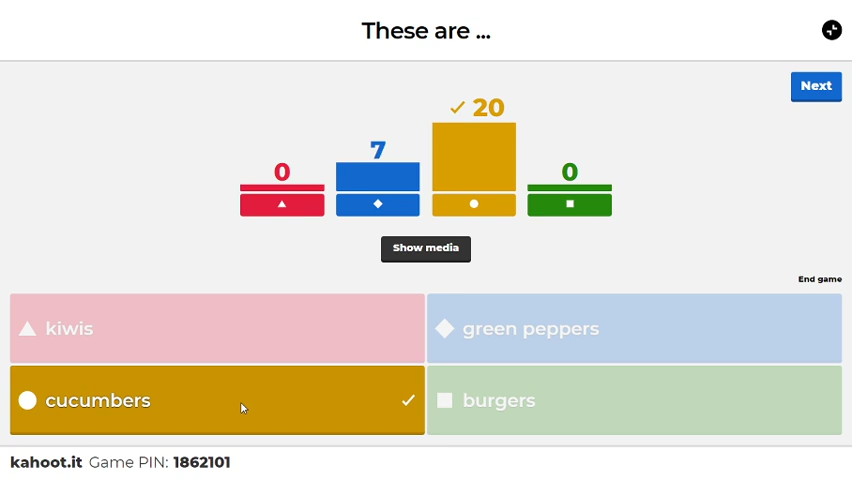 These are ...
Next
0
7
20
0
Show media
End game
kiwis
green peppers
cucumbers
burgers
kahoot.it Game PIN: 1862101